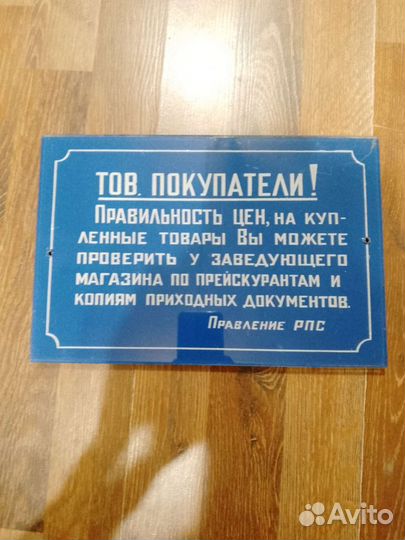 ТОВ. ПОКУПАТЕЛИ!
ПРАВИЛЬНОСТЬ ЦЕН, НА КУП-
ЛЕННЫЕ ТОВАРЫ ВЫ МОЖЕТЕ
ПРОВЕРИТЬ У ЗАВЕДУЮЩЕГО
МАГАЗИНА ПО ПРЕЙСКУРАНТАМ И
КОПИЯМ ПРИХОДНЫХ ДОКУМЕНТОВ.
ПРАВЛЕНИЕ РПС
Avito